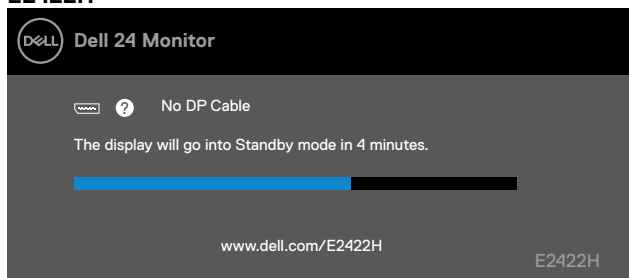 E2422H
DELL Dell 24 Monitor
? No DP Cable
The display will go into Standby mode in 4 minutes.
www.dell.com/E2422H
E2422H